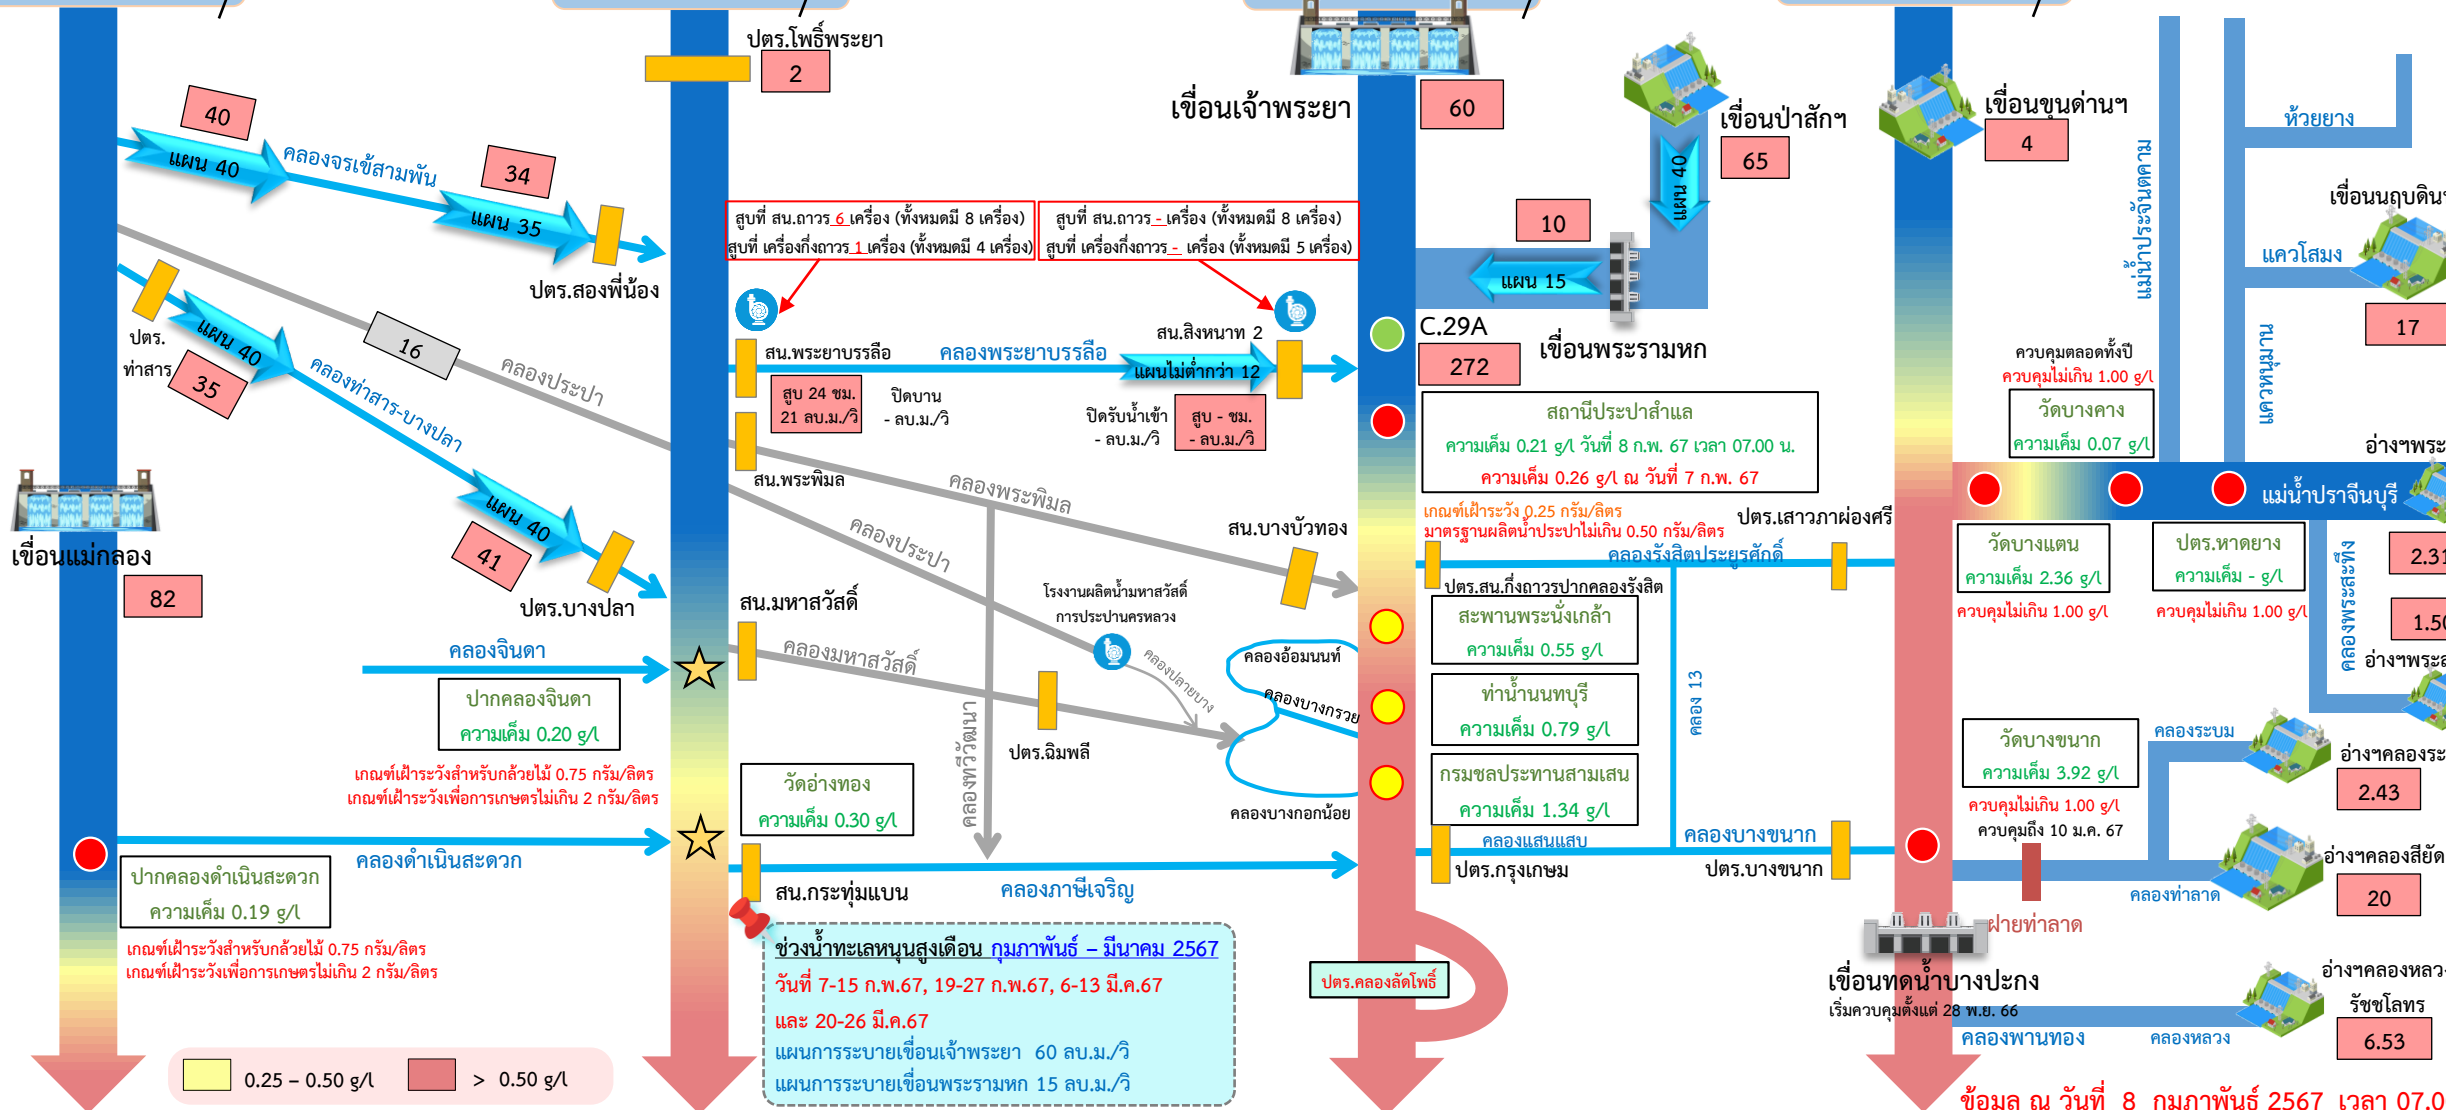 ปตร.โพธิ์พระยา
2
เขื่อนเจ้าพระยา
60
เขื่อนป่าสักฯ
65
แผน 40
เขื่อนขุนด่านฯ
4
ห้วยยาง
แม่น้ำประจันตคาม
แควโสมง
17
แควหนุมาน
40
แผน 40
คลองจรเข้สามพัน
34
แผน 35
ปตร.สองพี่น้อง
สูบที่ สน.ถาวร 6 เครื่อง (ทั้งหมดมี 8 เครื่อง)
สูบที่ เครื่องกึ่งถาวร 1 เครื่อง (ทั้งหมดมี 4 เครื่อง)
สูบที่ สน.ถาวร - เครื่อง (ทั้งหมดมี 8 เครื่อง)
สูบที่ เครื่องกึ่งถาวร - เครื่อง (ทั้งหมดมี 5 เครื่อง)
10
แผน 15
เขื่อนพระรามหก
C.29A
272
ปตร.
ท่าสาร
แผน 40
35
16
คลองประปา
คลองท่าสาร-บางปลา
แผน 40
41
ปตร.บางปลา
สน.พระยาบรรลือ
คลองพระยาบรรลือ
สน.สิงหนาท 2
แผนไม่ต่ำกว่า 12
สูบ 24 ชม.
21 ลบ.ม./วิ
ปิดบาน
- ลบ.ม./วิ
ปิดรับน้ำเข้า
- ลบ.ม./วิ
สูบ - ชม.
- ลบ.ม./วิ
สน.พระพิมล
คลองพระพิมล
คลองประปา
สน.บางบัวทอง
สถานีประปาสำแล
ความเค็ม 0.21 g/l วันที่ 8 ก.พ. 67 เวลา 07.00 น.
ความเค็ม 0.26 g/l ณ วันที่ 7 ก.พ. 67
เกณฑ์เฝ้าระวัง 0.25 กรัม/ลิตร
มาตรฐานผลิตน้ำประปาไม่เกิน 0.50 กรัม/ลิตร
ปตร.เสาวภาผ่องศรี
คลองรังสิตประยูรศักดิ์
ปตร.สน.กึ่งถาวรปากคลองรังสิต
ควบคุมตลอดทั้งปี
ควบคุมไม่เกิน 1.00 g/l
วัดบางคาง
ความเค็ม 0.07 g/l
แม่น้ำปราจีนบุรี
วัดบางแตน
ความเค็ม 2.36 g/l
ควบคุมไม่เกิน 1.00 g/l
ปตร.หาดยาง
ความเค็ม - g/l
ควบคุมไม่เกิน 1.00 g/l
คลองพระสะทึง
2.31
เขื่อนแม่กลอง
82
สน.มหาสวัสดิ์
คลองมหาสวัสดิ์
โรงงานผลิตน้ำมหาสวัสดิ์
การประปานครหลวง
คลองปลายบาง
ปตร.ฉิมพลี
คลองทวีวัฒนา
คลองอ้อมนนท์
คลองบางกรวย
คลองบางกอกน้อย
สะพานพระนั่งเกล้า
ความเค็ม 0.55 g/l
ท่าน้ำนนทบุรี
ความเค็ม 0.79 g/l
กรมชลประทานสามเสน
ความเค็ม 1.34 g/l
คลอง 13
คลองแสนแสบ
ปตร.กรุงเกษม
คลองบางขนาก
ปตร.บางขนาก
คลองจินดา
ปากคลองจินดา
ความเค็ม 0.20 g/l
เกณฑ์เฝ้าระวังสำหรับกล้วยไม้ 0.75 กรัม/ลิตร
เกณฑ์เฝ้าระวังเพื่อการเกษตรไม่เกิน 2 กรัม/ลิตร
วัดอ่างทอง
ความเค็ม 0.30 g/l
คลองดำเนินสะดวก
ปากคลองดำเนินสะดวก
ความเค็ม 0.19 g/l
เกณฑ์เฝ้าระวังสำหรับกล้วยไม้ 0.75 กรัม/ลิตร
เกณฑ์เฝ้าระวังเพื่อการเกษตรไม่เกิน 2 กรัม/ลิตร
สน.กระทุ่มแบน
คลองภาษีเจริญ
วัดบางขนาก
ความเค็ม 3.92 g/l
ควบคุมไม่เกิน 1.00 g/l
ควบคุมถึง 10 ม.ค. 67
คลองระบม
2.43
อ่างฯคลองสียัด
20
คลองท่าลาด
ฝายท่าลาด
เขื่อนทดน้ำบางปะกง
เริ่มควบคุมตั้งแต่ 28 พ.ย. 66
คลองพานทอง
คลองหลวง
อ่างฯคลองหลวง
รัชชโลทร
6.53
ช่วงน้ำทะเลหนุนสูงเดือน กุมภาพันธ์ – มีนาคม 2567
วันที่ 7-15 ก.พ.67, 19-27 ก.พ.67, 6-13 มี.ค.67
และ 20-26 มี.ค.67
แผนการระบายเขื่อนเจ้าพระยา 60 ลบ.ม./วิ
แผนการระบายเขื่อนพระรามหก 15 ลบ.ม./วิ
ปตร.คลองลัดโพธิ์
0.25 – 0.50 g/l
> 0.50 g/l
ข้อมูล ณ วันที่ 8 กุมภาพันธ์ 2567 เวลา 07.0